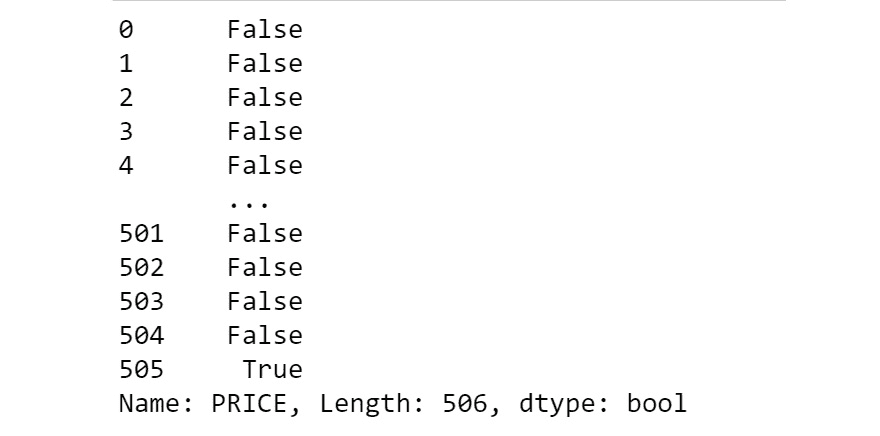 0      False
1      False
2      False
3      False
4      False
       ...
501    False
502    False
503    False
504    False
505     True
Name: PRICE, Length: 506, dtype: bool